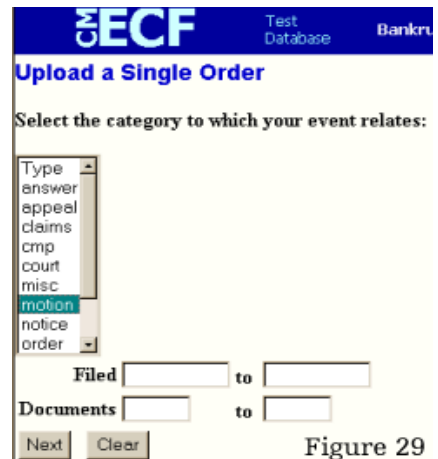 CM ECF Test Database Bankru
Upload a Single Order
Select the category to which your event relates:
Type
answer
appeal
claims
cmp
court
misc
motion
notice
order
Filed to
Documents to
Next Clear Figure 29